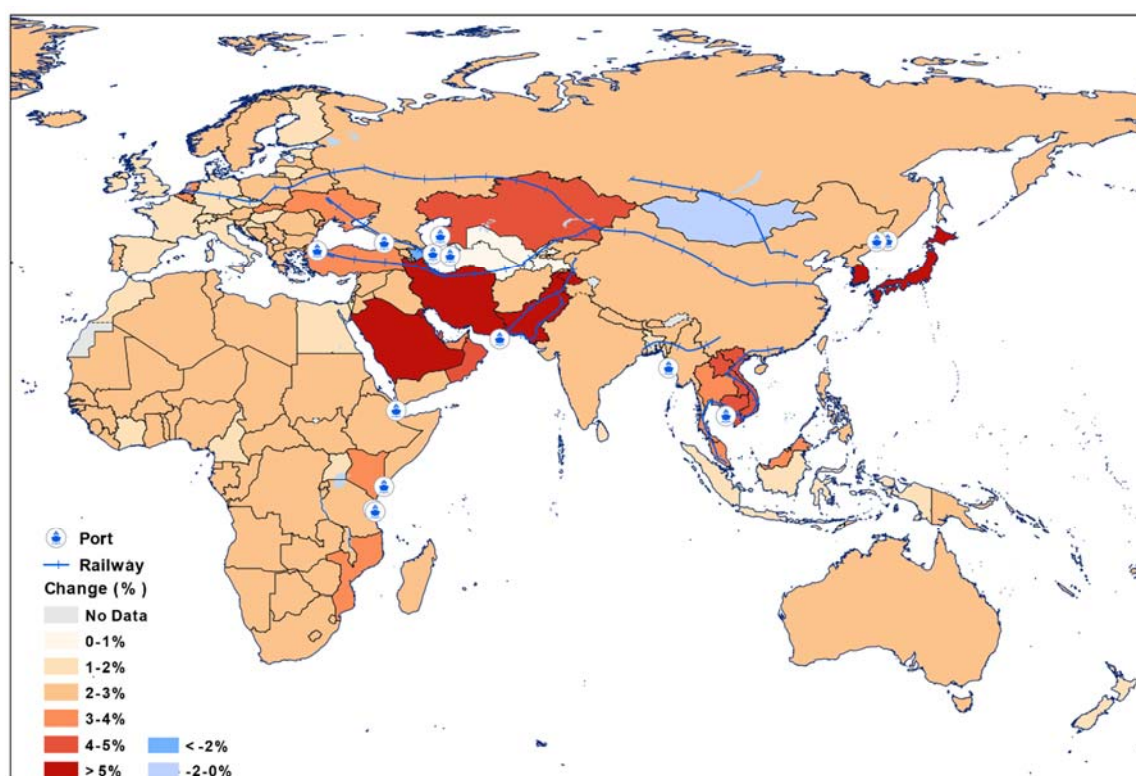 Port
Railway
Change (%)
No Data
0-1%
1-2%
2-3%
3-4%
4-5%
>5%
<-2%
-2-0%